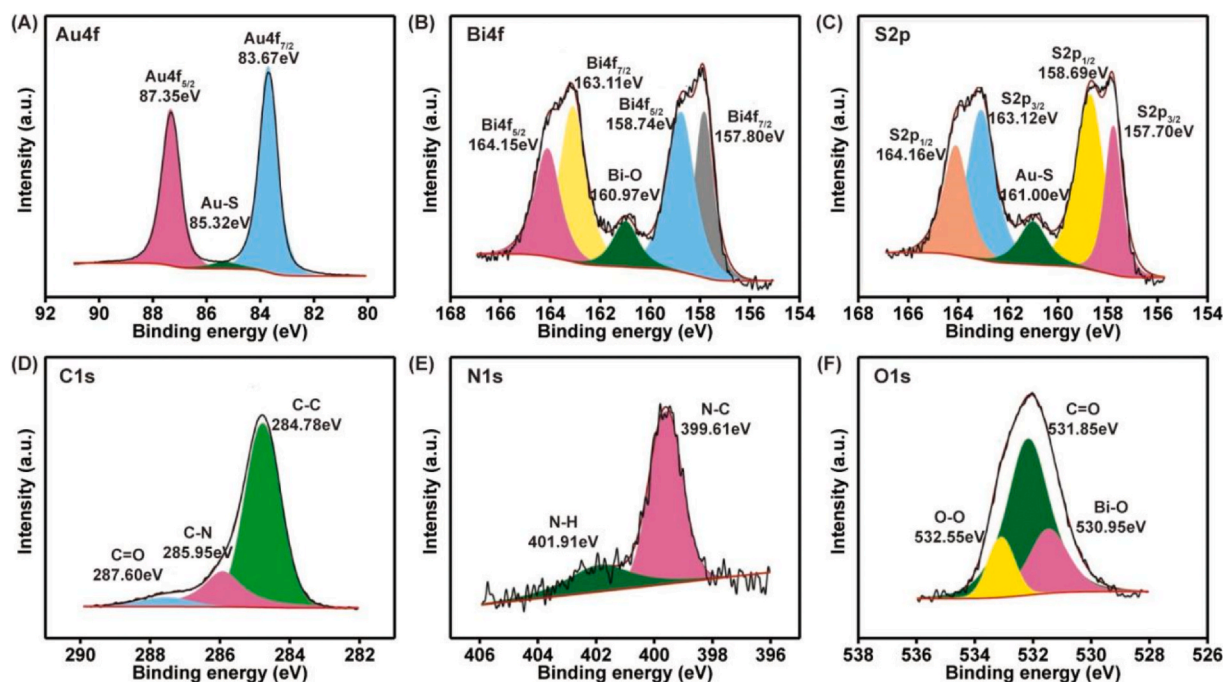 (A) Au4f
Au4f7/2
83.67eV
Au4f5/2
87.35eV
Au-S
85.32eV
Intensity (a.u.)
92 90 88 86 84 82 80
Binding energy (eV)
(B) Bi4f
Bi4f7/2
163.11eV
Bi4f5/2
158.74eV
Bi4f7/2
157.80eV
Bi4f5/2
164.15eV
Bi-O
160.97eV
Intensity (a.u.)
168 166 164 162 160 158 156 154
Binding energy (eV)
(C) S2p
S2p1/2
158.69eV
S2p3/2
163.12eV
S2p3/2
157.70eV
S2p1/2
164.16eV
Au-S
161.00eV
Intensity (a.u.)
168 166 164 162 160 158 156 154
Binding energy (eV)
(D) C1s
C-C
284.78eV
C-N
285.95eV
C=O
287.60eV
Intensity (a.u.)
290 288 286 284 282
Binding energy (eV)
(E) N1s
N-C
399.61eV
N-H
401.91eV
Intensity (a.u.)
406 404 402 400 398 396
Binding energy (eV)
(F) O1s
C=O
531.85eV
O-O
532.55eV
Bi-O
530.95eV
Intensity (a.u.)
538 536 534 532 530 528 526
Binding energy (eV)